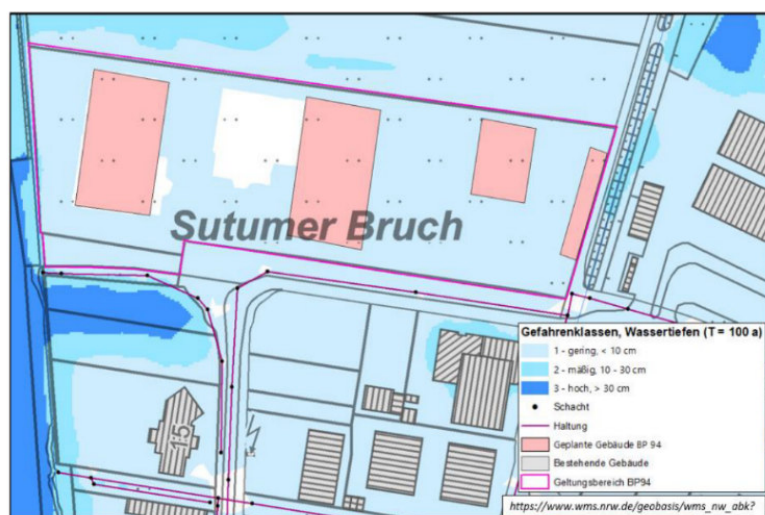 Sutumer Bruch
15
Gefahrenklassen, Wassertiefen (T = 100 a)
1 - gering, < 10 cm
2 - mäßig, 10 - 30 cm
3 - hoch, > 30 cm
Schacht
Haltung
Geplante Gebäude BP 94
Bestehende Gebäude
Geltungsbereich BP94
https://www.wms.nrw.de/geobasis/wms_nw_abk?